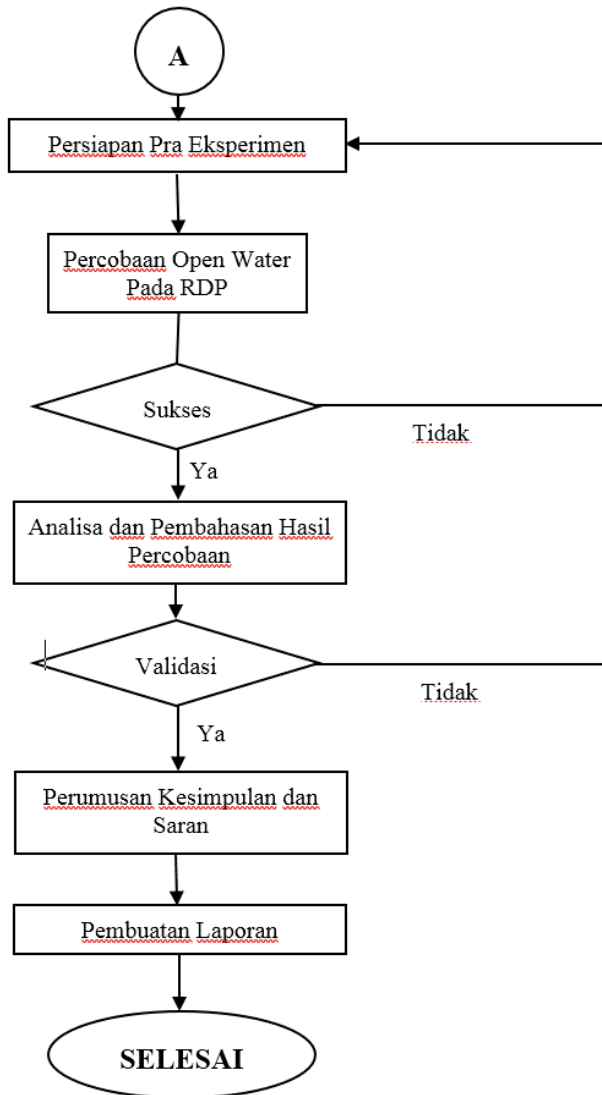 A
Persiapan Pra Eksperimen
Percobaan Open Water
Pada RDP
Sukses
Tidak
Ya
Analisa dan Pembahasan Hasil
Percobaan
Validasi
Tidak
Ya
Perumusan Kesimpulan dan
Saran
Pembuatan Laporan
SELESAI